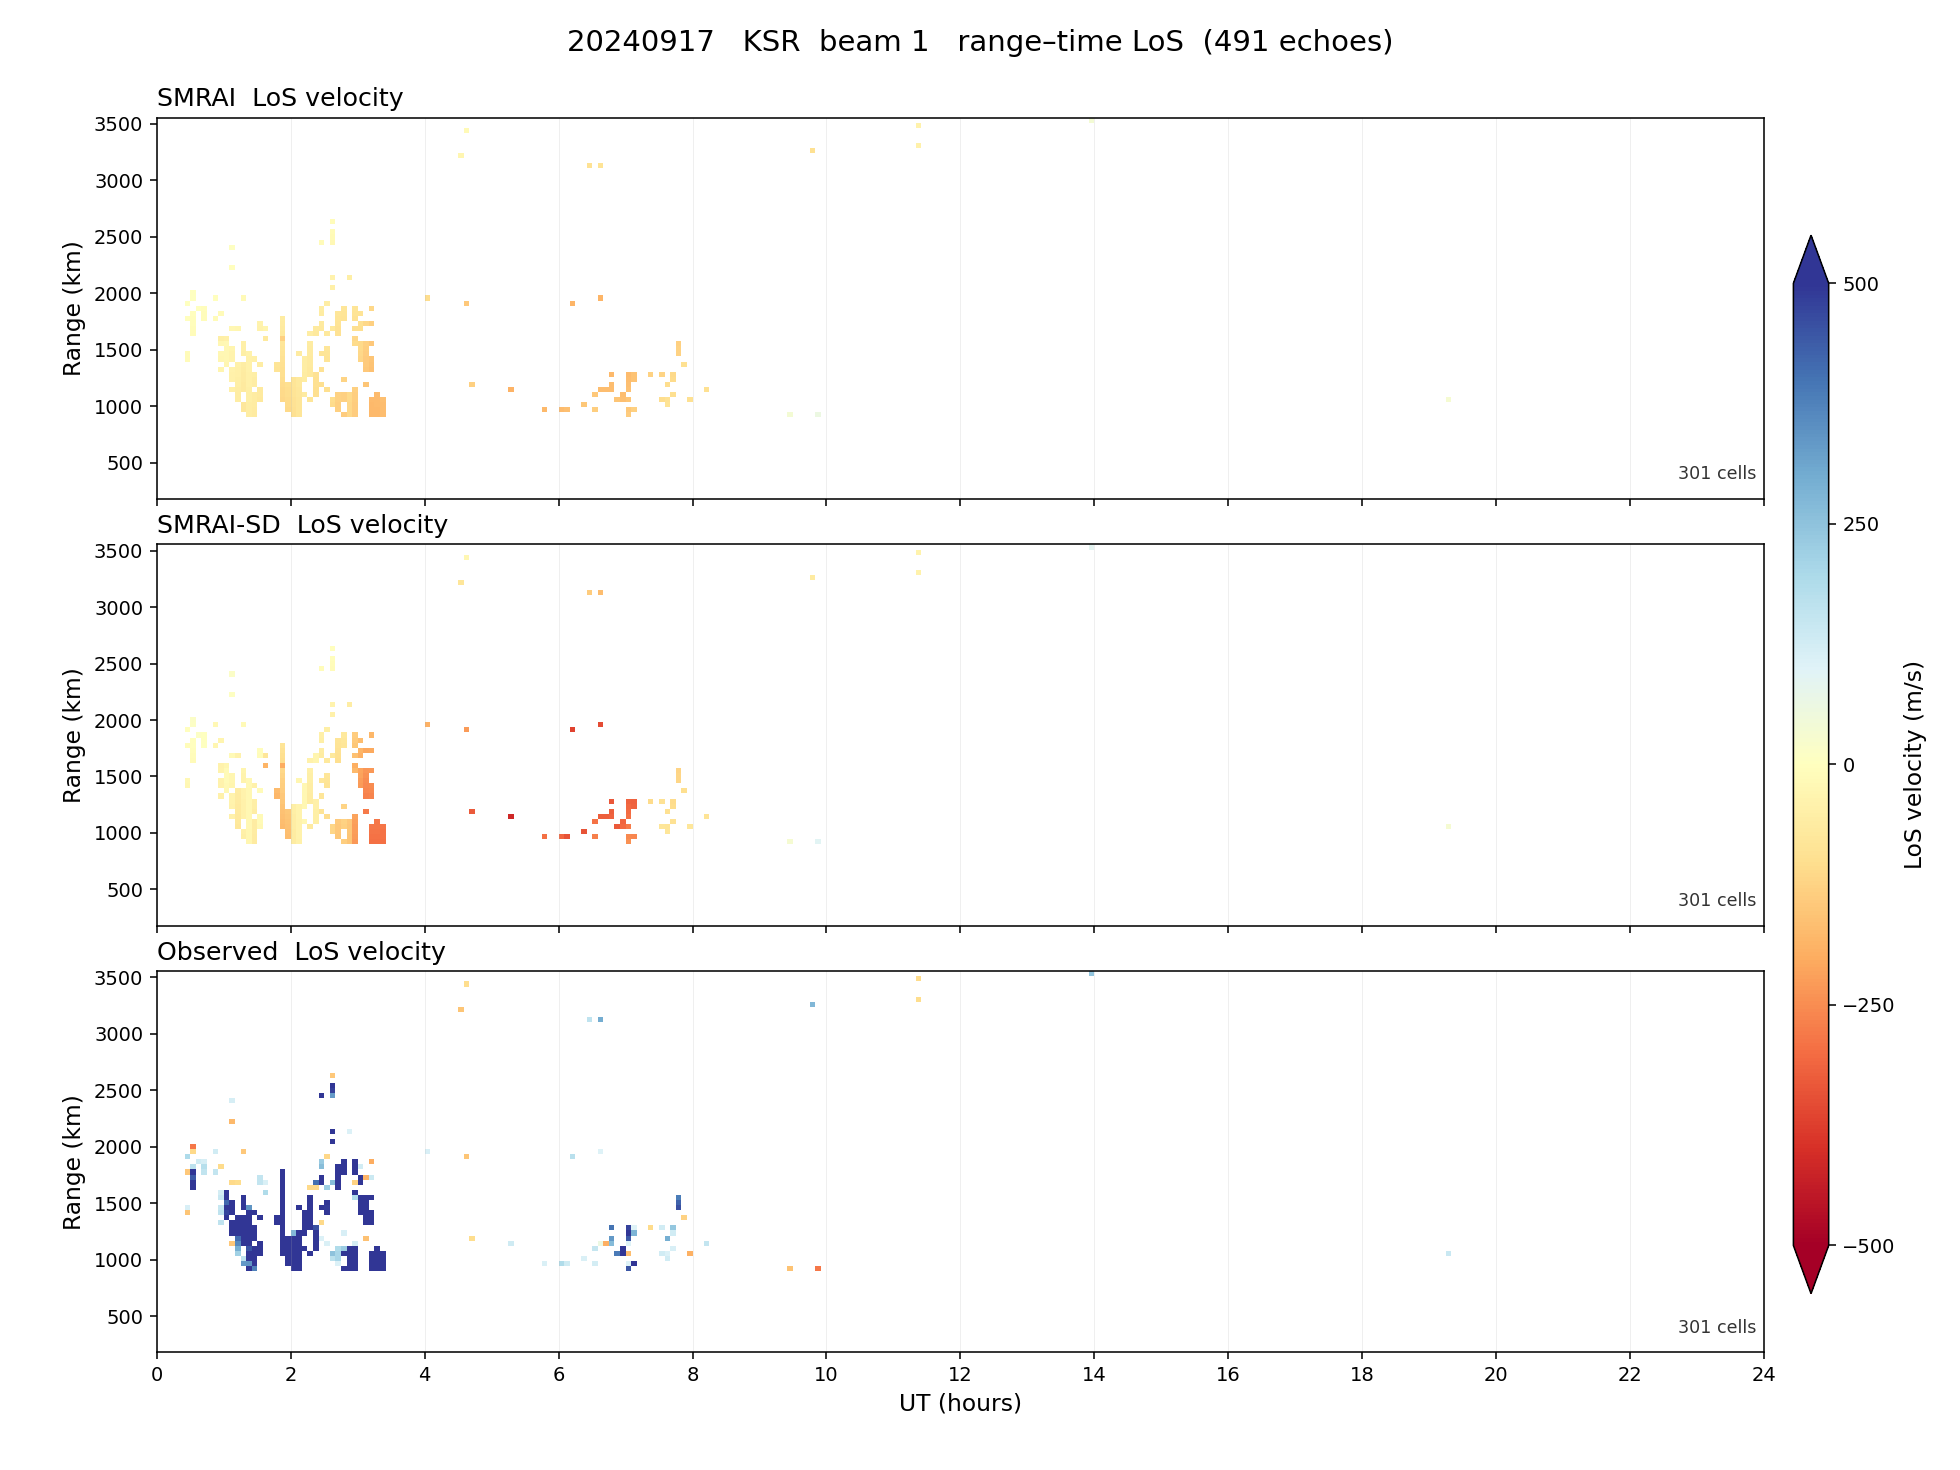 20240917 KSR beam 1 range–time LoS (491 echoes)
SMRAI LoS velocity
3500
3000
2500
2000
1500
1000
500
Range (km)
301 cells
SMRAI-SD LoS velocity
3500
3000
2500
2000
1500
1000
500
Range (km)
301 cells
Observed LoS velocity
3500
3000
2500
2000
1500
1000
500
Range (km)
301 cells
0 2 4 6 8 10 12 14 16 18 20 22 24
UT (hours)
500
250
0
−250
−500
LoS velocity (m/s)